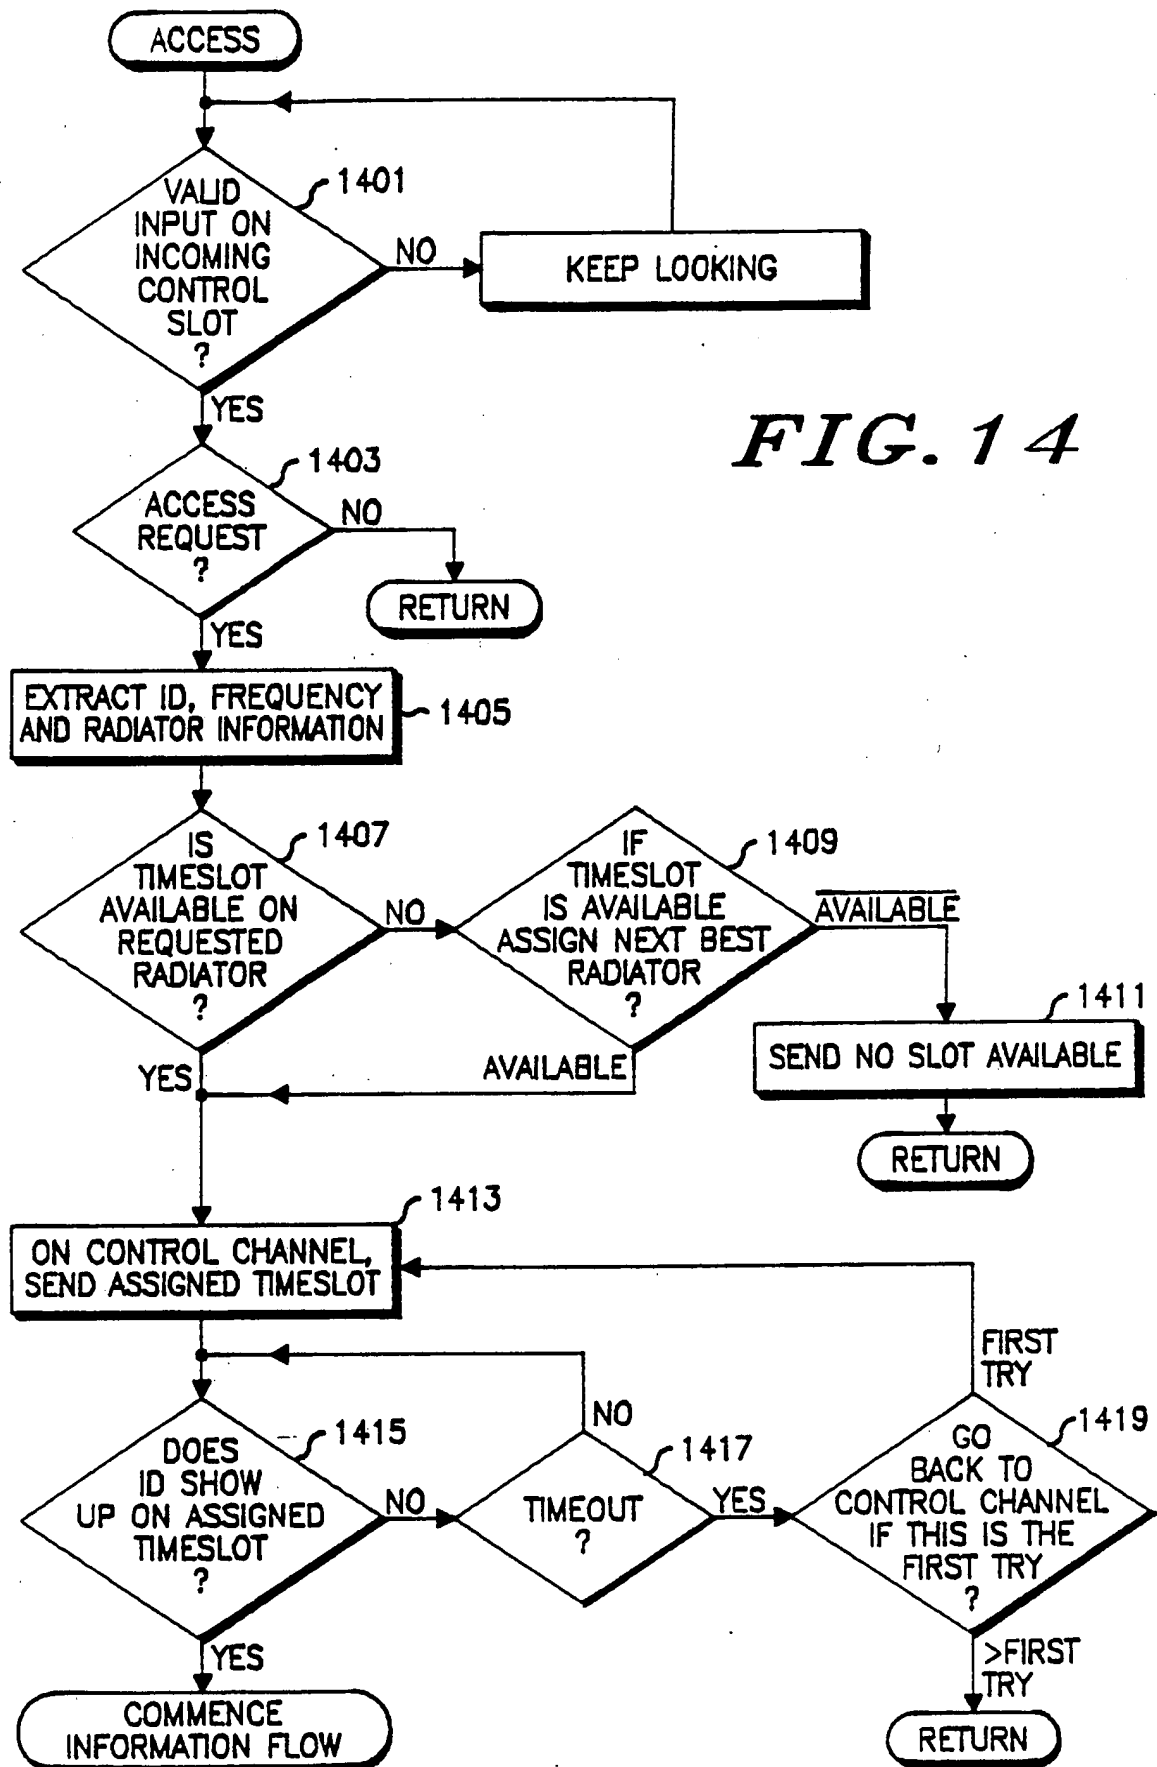 ACCESS
1401
VALID
INPUT ON
INCOMING
CONTROL
SLOT
?
NO
KEEP LOOKING
YES
FIG. 14
1403
ACCESS
REQUEST
?
NO
RETURN
YES
EXTRACT ID, FREQUENCY
AND RADIATOR INFORMATION
1405
1407
IS
TIMESLOT
AVAILABLE ON
REQUESTED
RADIATOR
?
NO
1409
IF
TIMESLOT
IS AVAILABLE
ASSIGN NEXT BEST
RADIATOR
?
AVAILABLE
1411
SEND NO SLOT AVAILABLE
RETURN
YES
AVAILABLE
1413
ON CONTROL CHANNEL,
SEND ASSIGNED TIMESLOT
FIRST
TRY
1415
DOES
ID SHOW
UP ON ASSIGNED
TIMESLOT
?
NO
NO
1417
TIMEOUT
?
YES
1419
GO
BACK TO
CONTROL CHANNEL
IF THIS IS THE
FIRST TRY
?
YES
COMMENCE
INFORMATION FLOW
>FIRST
TRY
RETURN